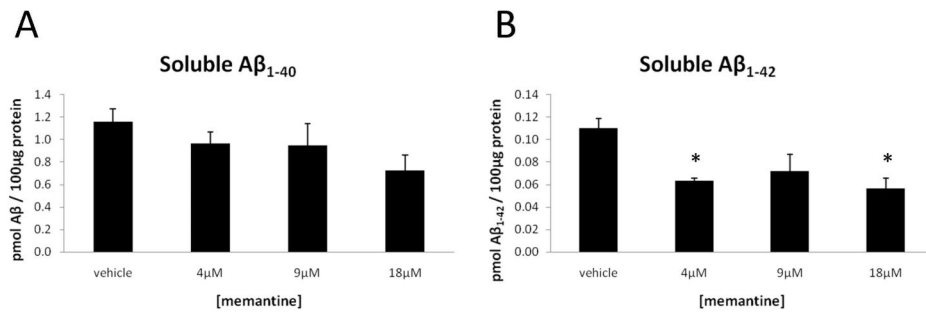 A
Soluble Aβ1-40
pmol Aβ / 100μg protein
1.4
1.2
1.0
0.8
0.6
0.4
0.2
0.0
vehicle 4μM 9μM 18μM
[memantine]
B
Soluble Aβ1-42
pmol Aβ1-42 / 100μg protein
0.14
0.12
0.10
0.08
0.06
0.04
0.02
0.00
* *
vehicle 4μM 9μM 18μM
[memantine]